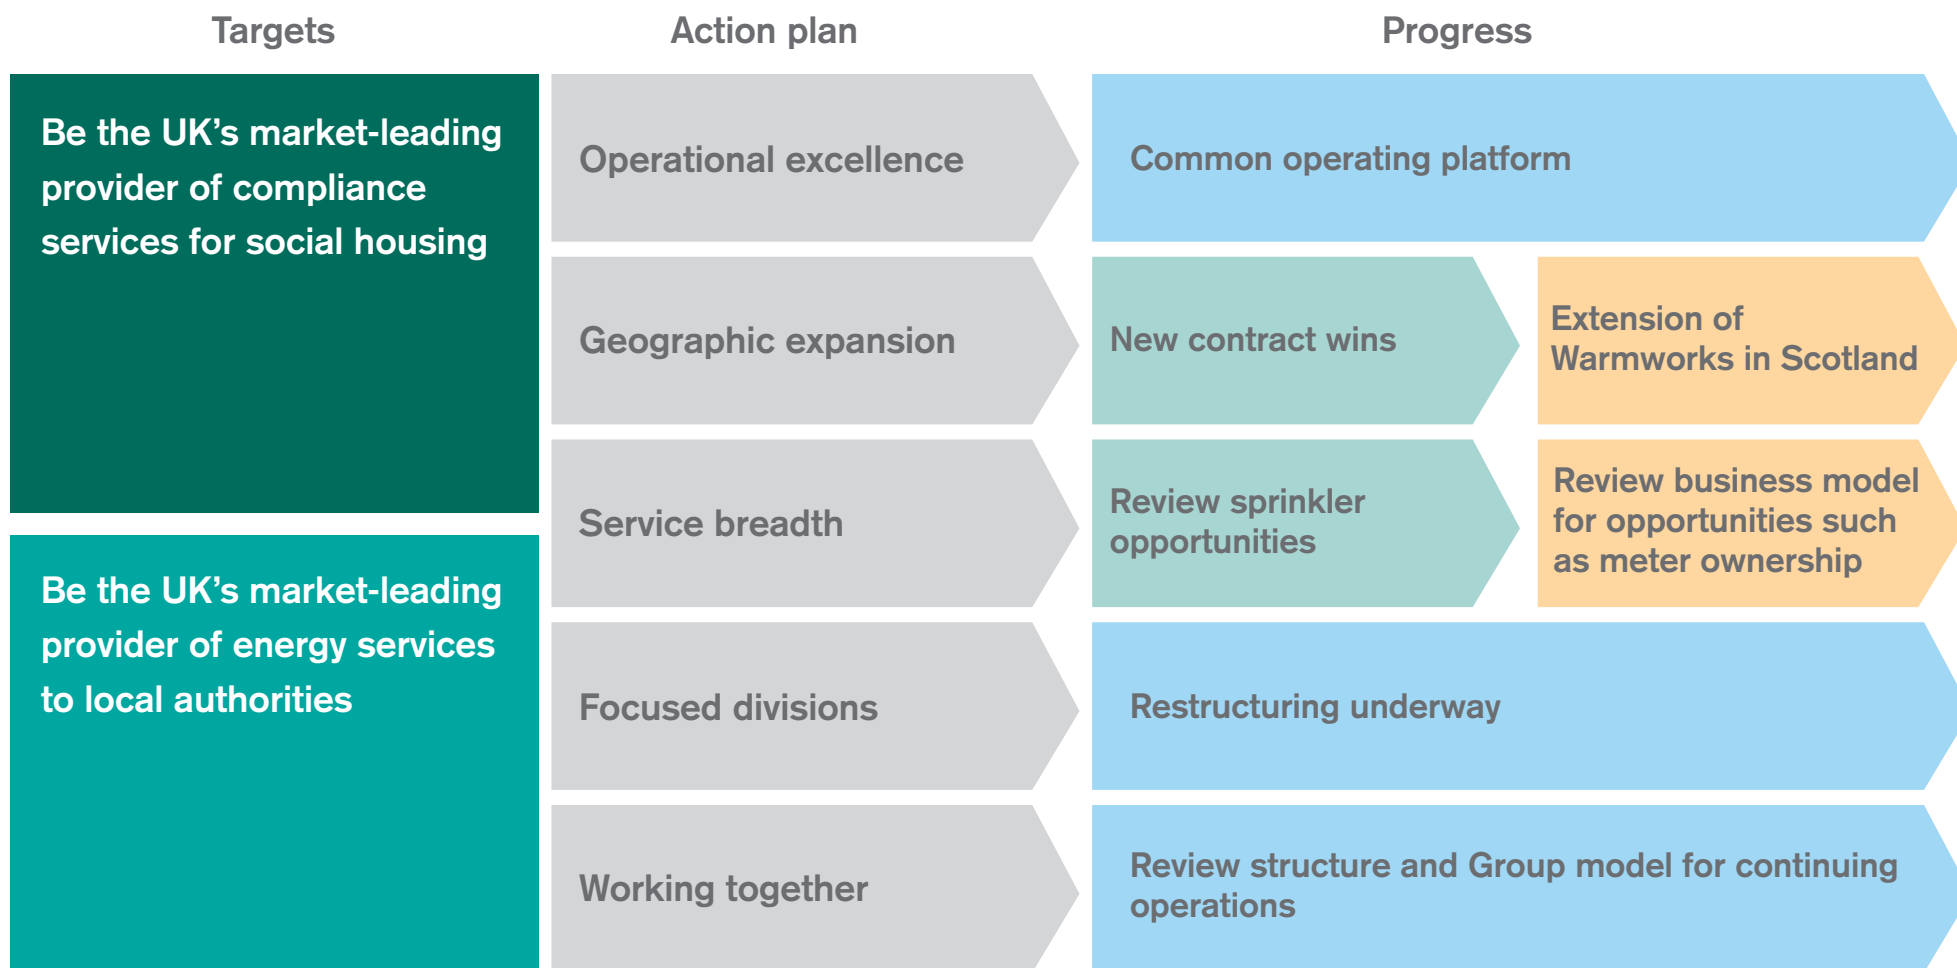 Targets
Action plan
Progress
Be the UK’s market-leading
provider of compliance
services for social housing
Be the UK’s market-leading
provider of energy services
to local authorities
Operational excellence
Common operating platform
Geographic expansion
New contract wins
Extension of
Warmworks in Scotland
Service breadth
Review sprinkler
opportunities
Review business model
for opportunities such
as meter ownership
Focused divisions
Restructuring underway
Working together
Review structure and Group model for continuing
operations